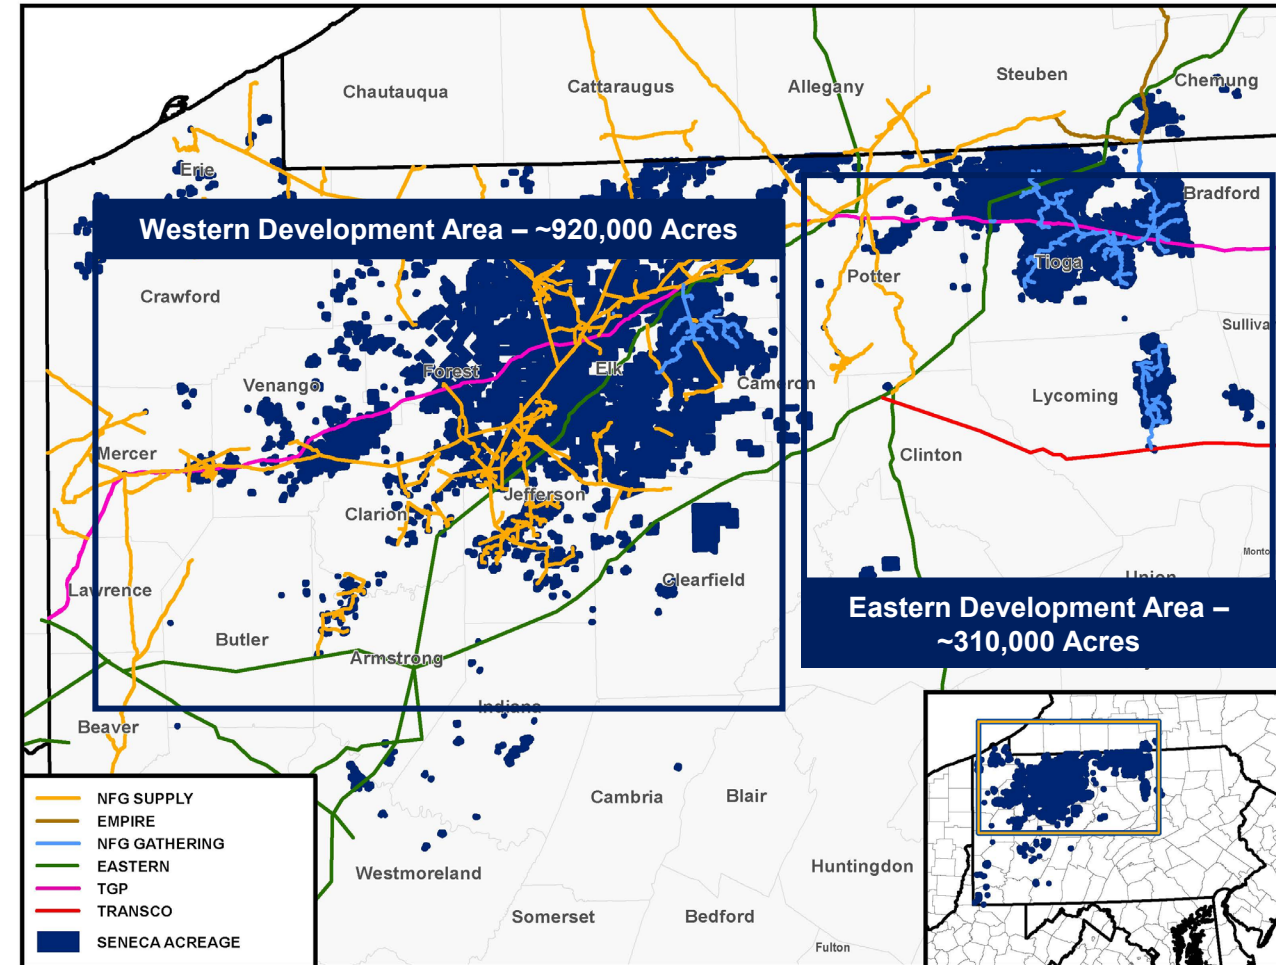 Steuben
Chemung
Chautauqua
Cattaraugus
Allegany
Erie
Bradford
Western Development Area – ~920,000 Acres
Tioga
Potter
Crawford
Forest
Elk
Venango
Cameron
Lycoming
Mercer
Clinton
Jefferson
Clarion
Clearfield
Lawrence
Eastern Development Area –
~310,000 Acres
Butler
Armstrong
Indiana
Beaver
Cambria
Blair
Westmoreland
Huntingdon
Somerset
Bedford
Fulton
NFG SUPPLY
EMPIRE
NFG GATHERING
EASTERN
TGP
TRANSCO
SENECA ACREAGE